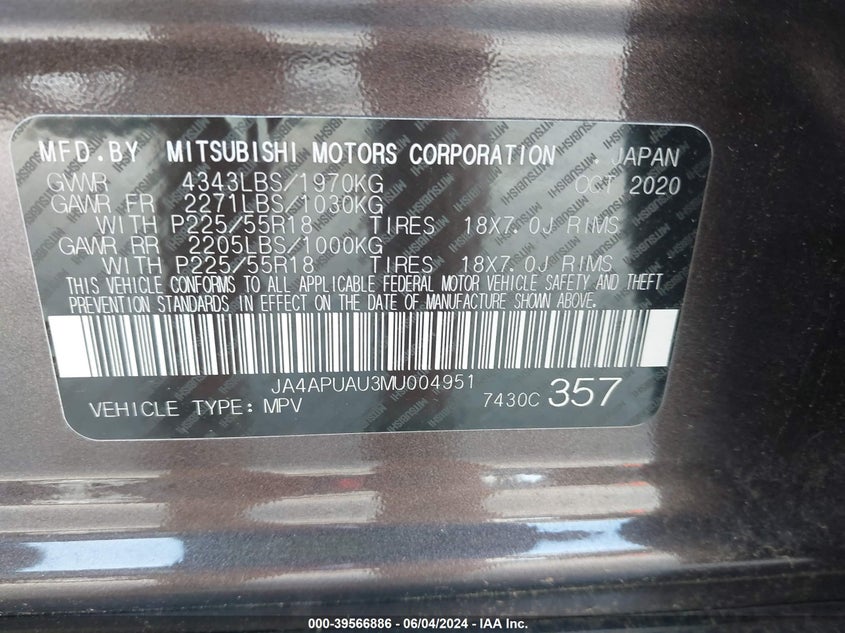 MFD.BY MITSUBISHI MOTORS CORPORATION . JAPAN
GVWR 4343LBS/1970KG OCT 2020
GAWR FR 2271LBS/1030KG
WITH P225/55R18 TIRES 18X7.0J RIMS
GAWR RR 2205LBS/1000KG
WITH P225/55R18 TIRES 18X7.0J RIMS
THIS VEHICLE CONFORMS TO ALL APPLICABLE FEDERAL MOTOR VEHICLE SAFETY AND THEFT
PREVENTION STANDARDS IN EFFECT ON THE DATE OF MANUFACTURE SHOWN ABOVE.
JA4APUAU3MU004951
VEHICLE TYPE: MPV 7430C 357
000-39566886 - 06/04/2024 - IAA Inc.